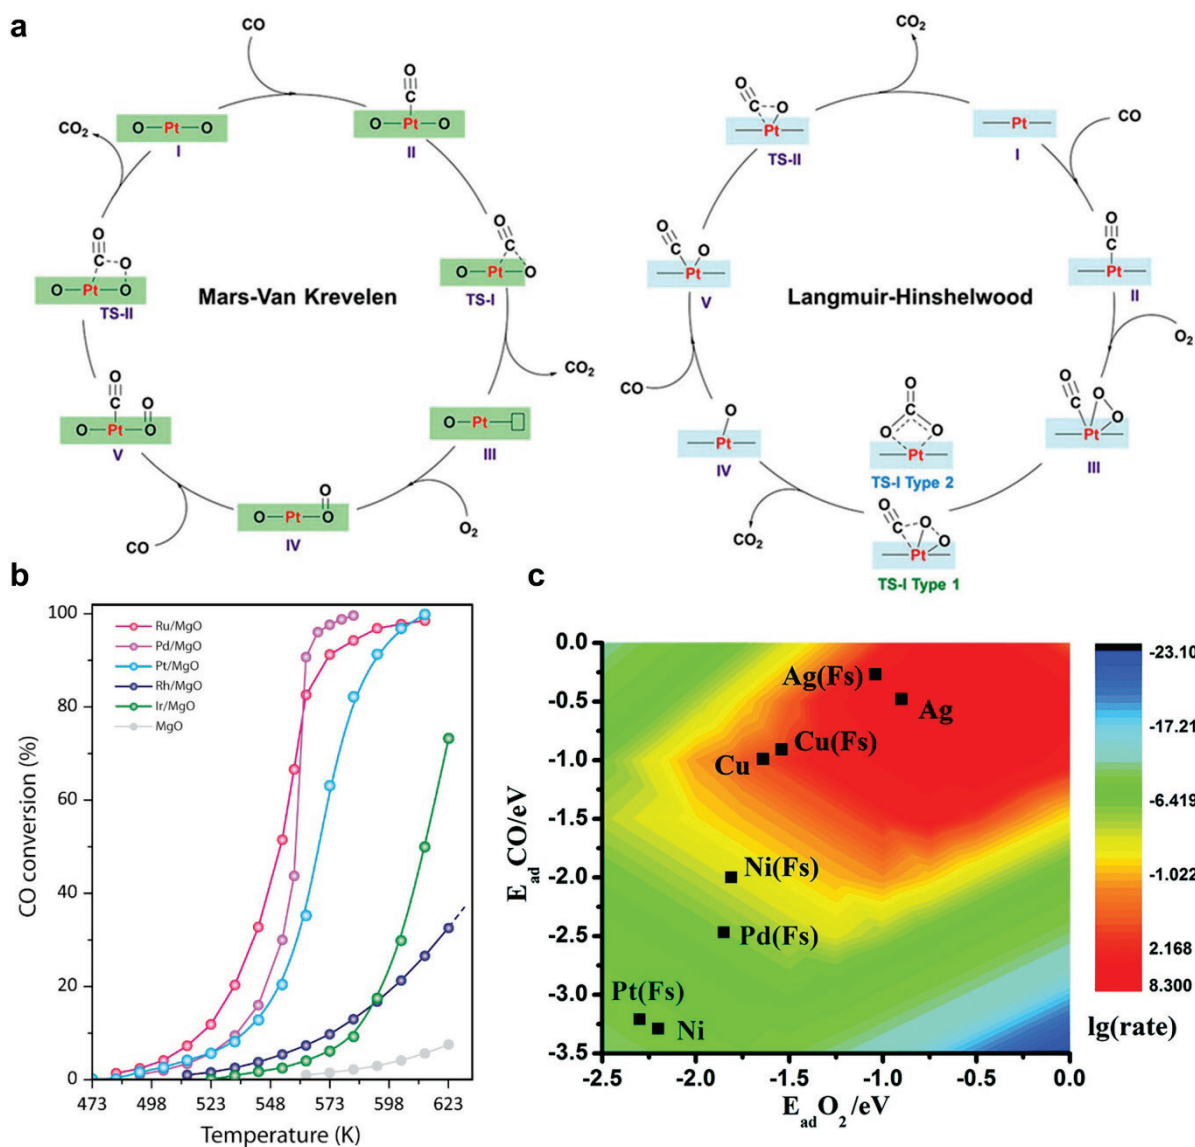 a
CO
CO₂
O—Pt—O
I
O
C
O—Pt—O
II
O
C
Pt
O
TS-I
CO₂
O
Pt
III
O₂
O
O—Pt—O
IV
CO
O
C
O
O—Pt—O
V
O
C
O
O—Pt—O
TS-II
Mars-Van Krevelen
CO₂
O
C
O
Pt
TS-II
Pt
I
CO
O
C
Pt
II
O₂
O
C
O
O
Pt
III
O
C
O
O
Pt
TS-I Type 2
O
C
O
O
Pt
TS-I Type 1
CO₂
O
Pt
IV
CO
O
C
O
Pt
V
Langmuir-Hinshelwood
b
CO conversion (%)
100
80
60
40
20
0
Ru/MgO
Pd/MgO
Pt/MgO
Rh/MgO
Ir/MgO
MgO
473 498 523 548 573 598 623
Temperature (K)
c
E_ad CO/eV
0.0
-0.5
-1.0
-1.5
-2.0
-2.5
-3.0
-3.5
Ag(Fs)
Ag
Cu(Fs)
Cu
Ni(Fs)
Pd(Fs)
Pt(Fs)
Ni
-2.5 -2.0 -1.5 -1.0 -0.5 0.0
E_adO₂/eV
-23.10
-17.21
-6.419
-1.022
2.168
8.300
lg(rate)